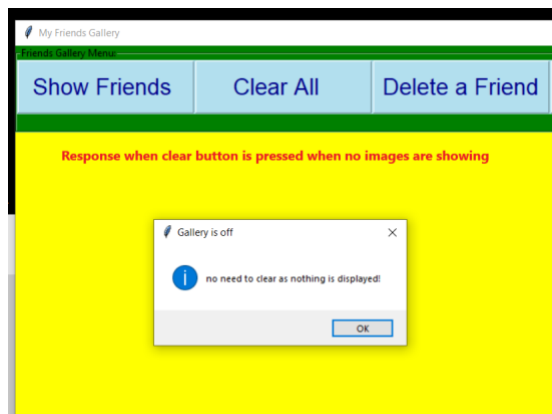 My Friends Gallery
Friends Gallery Menus
Show Friends Clear All Delete a Friend
Response when clear button is pressed when no images are showing
Gallery is off
no need to clear as nothing is displayed!
OK